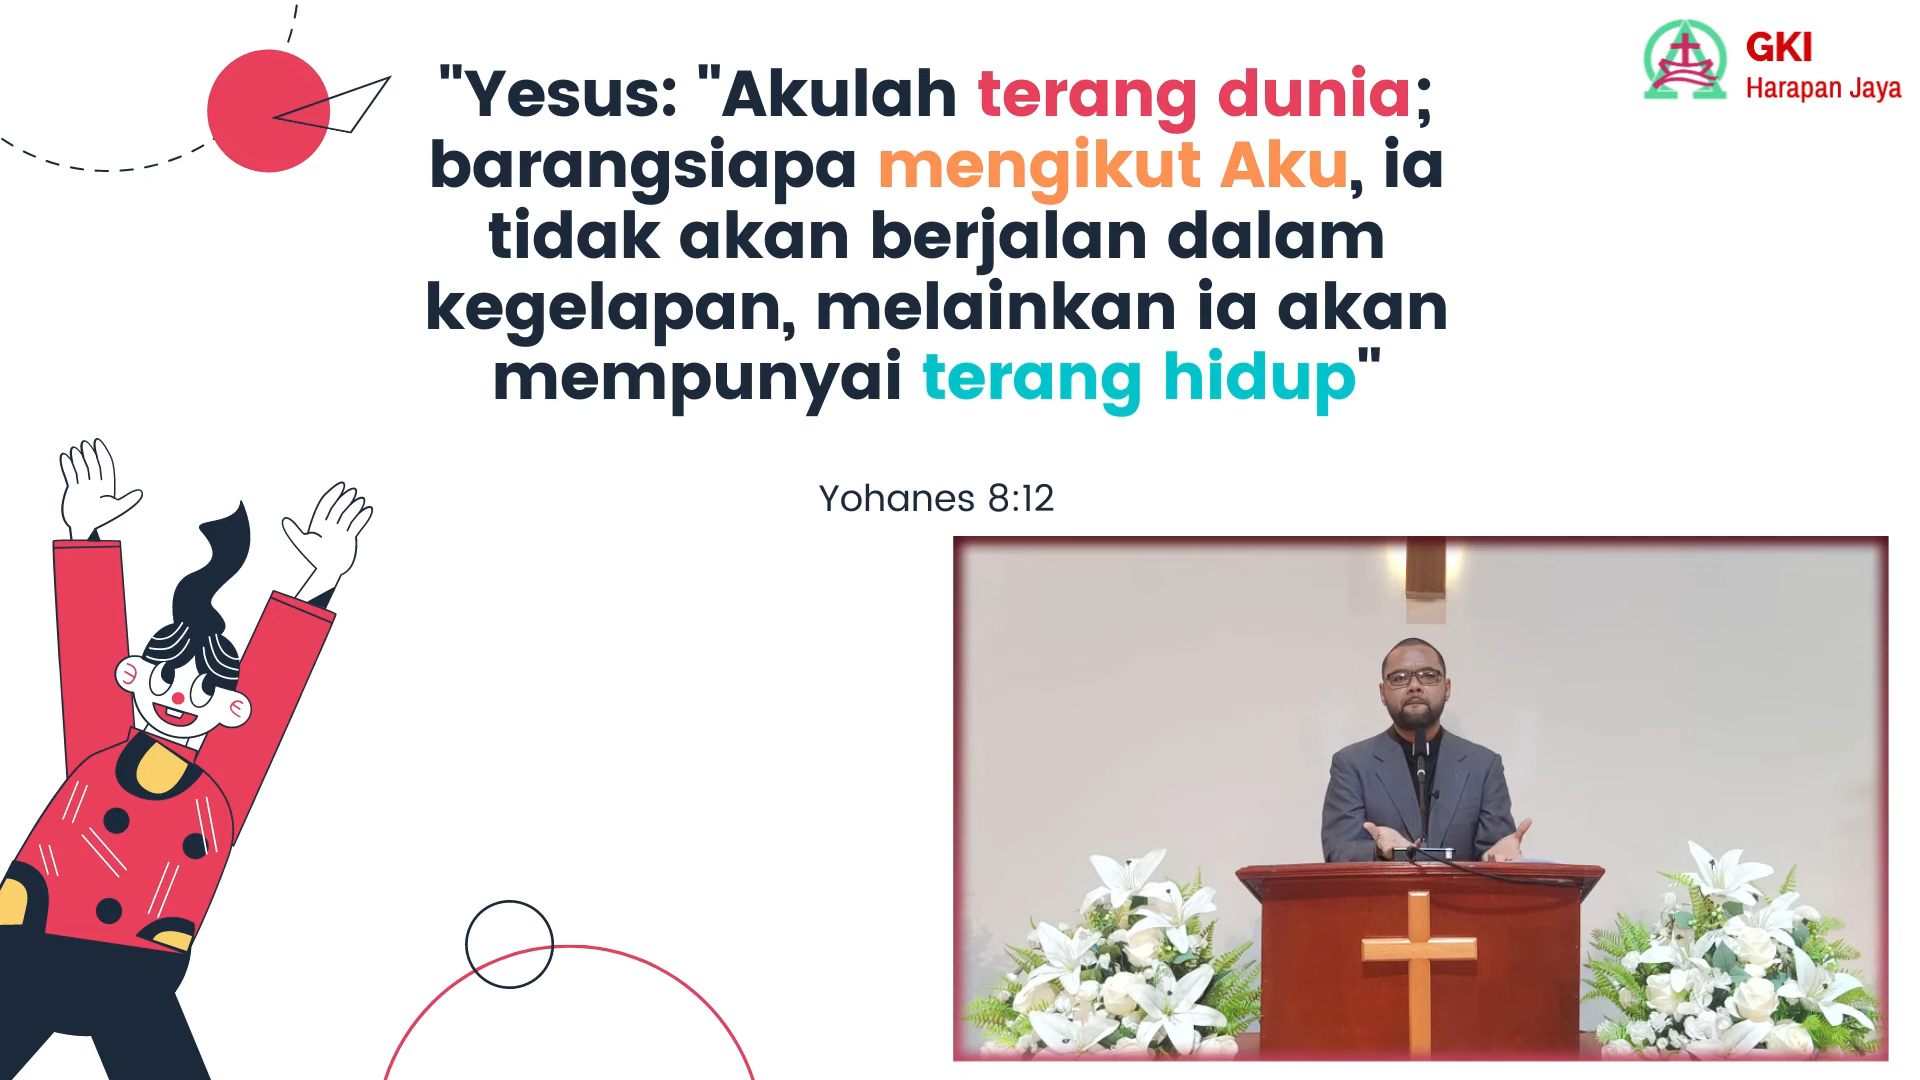 "Yesus: "Akulah terang dunia;
barangsiapa mengikut Aku, ia
tidak akan berjalan dalam
kegelapan, melainkan ia akan
mempunyai terang hidup"
Yohanes 8:12
GKI
Harapan Jaya